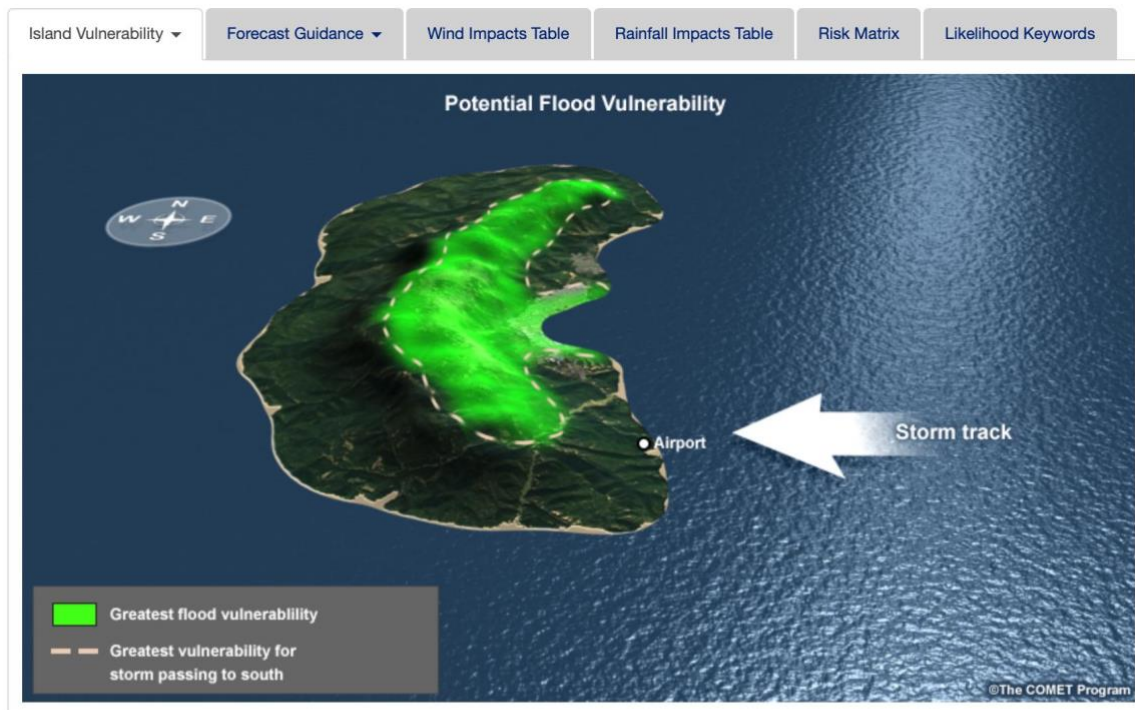 Island Vulnerability
Forecast Guidance
Wind Impacts Table
Rainfall Impacts Table
Risk Matrix
Likelihood Keywords
Potential Flood Vulnerability
N
W E
S
Storm track
Airport
Greatest flood vulnerablility
Greatest vulnerability for
storm passing to south
©The COMET Program